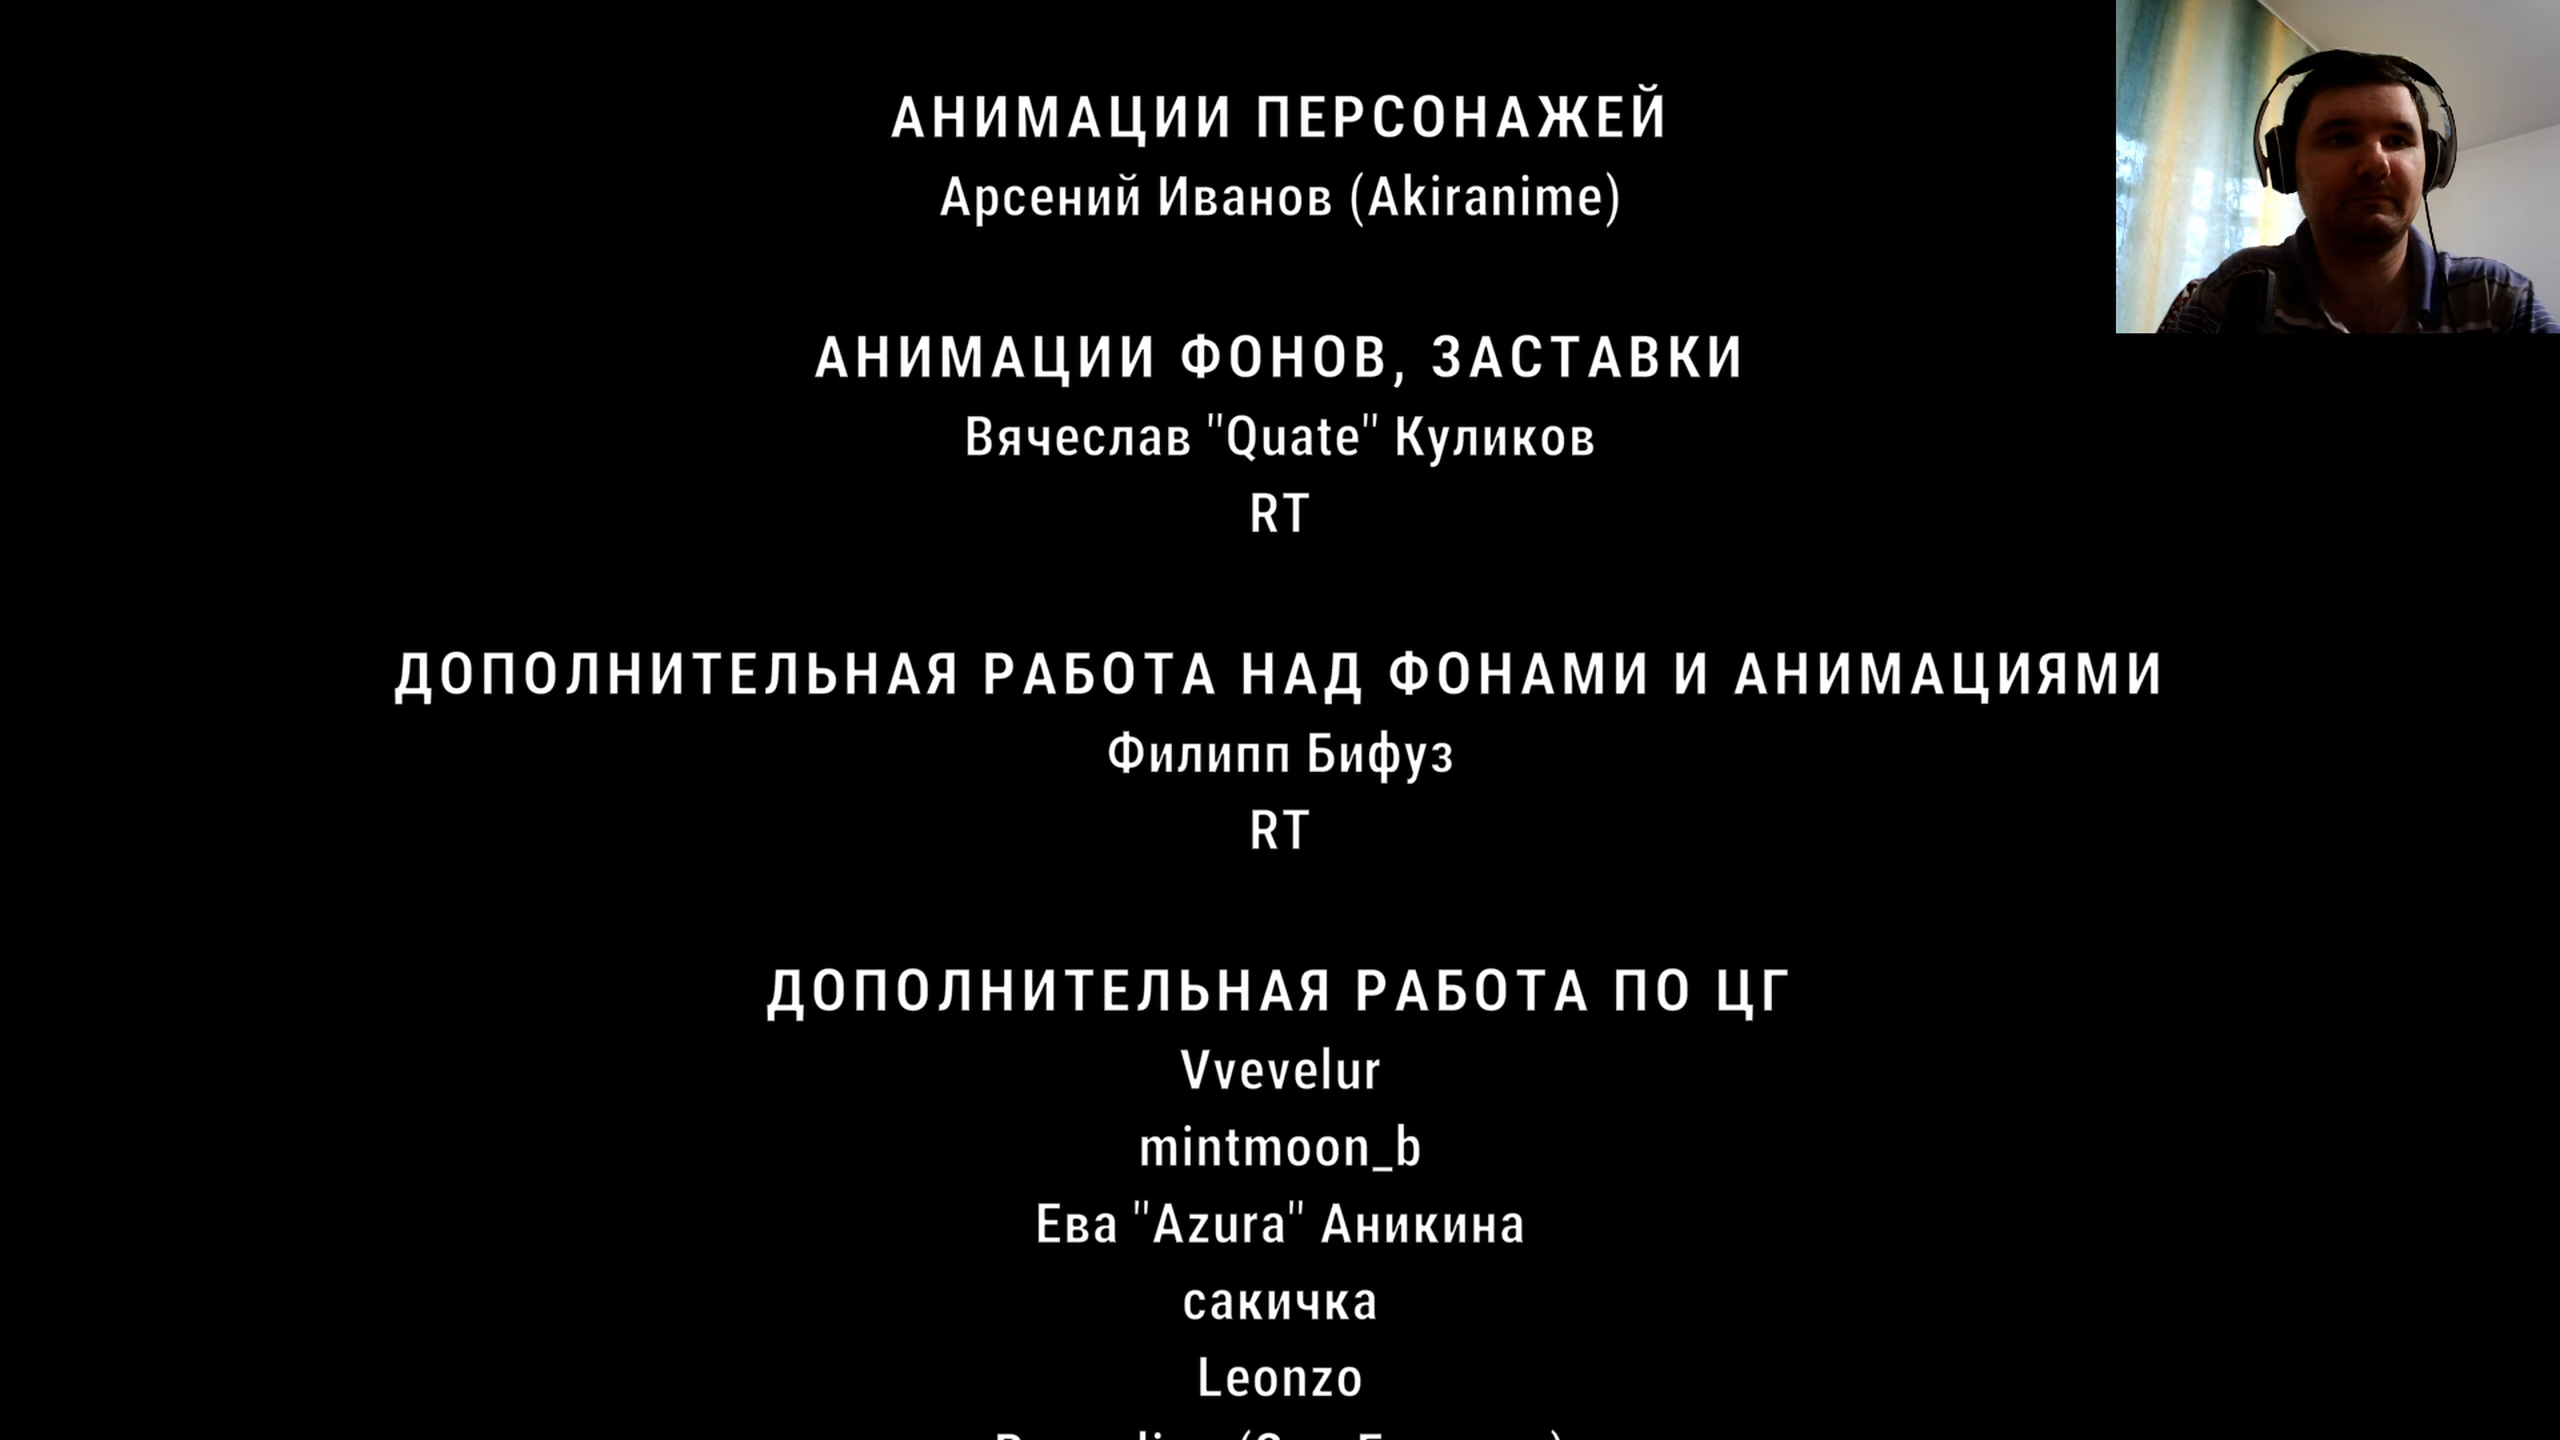 АНИМАЦИИ ПЕРСОНАЖЕЙ
Арсений Иванов (Akiranime)
АНИМАЦИИ ФОНОВ, ЗАСТАВКИ
Вячеслав "Quate" Куликов
RT
ДОПОЛНИТЕЛЬНАЯ РАБОТА НАД ФОНАМИ И АНИМАЦИЯМИ
Филипп Бифуз
RT
ДОПОЛНИТЕЛЬНАЯ РАБОТА ПО ЦГ
Vvevelur
mintmoon_b
Ева "Azura" Аникина
сакичка
Leonzo